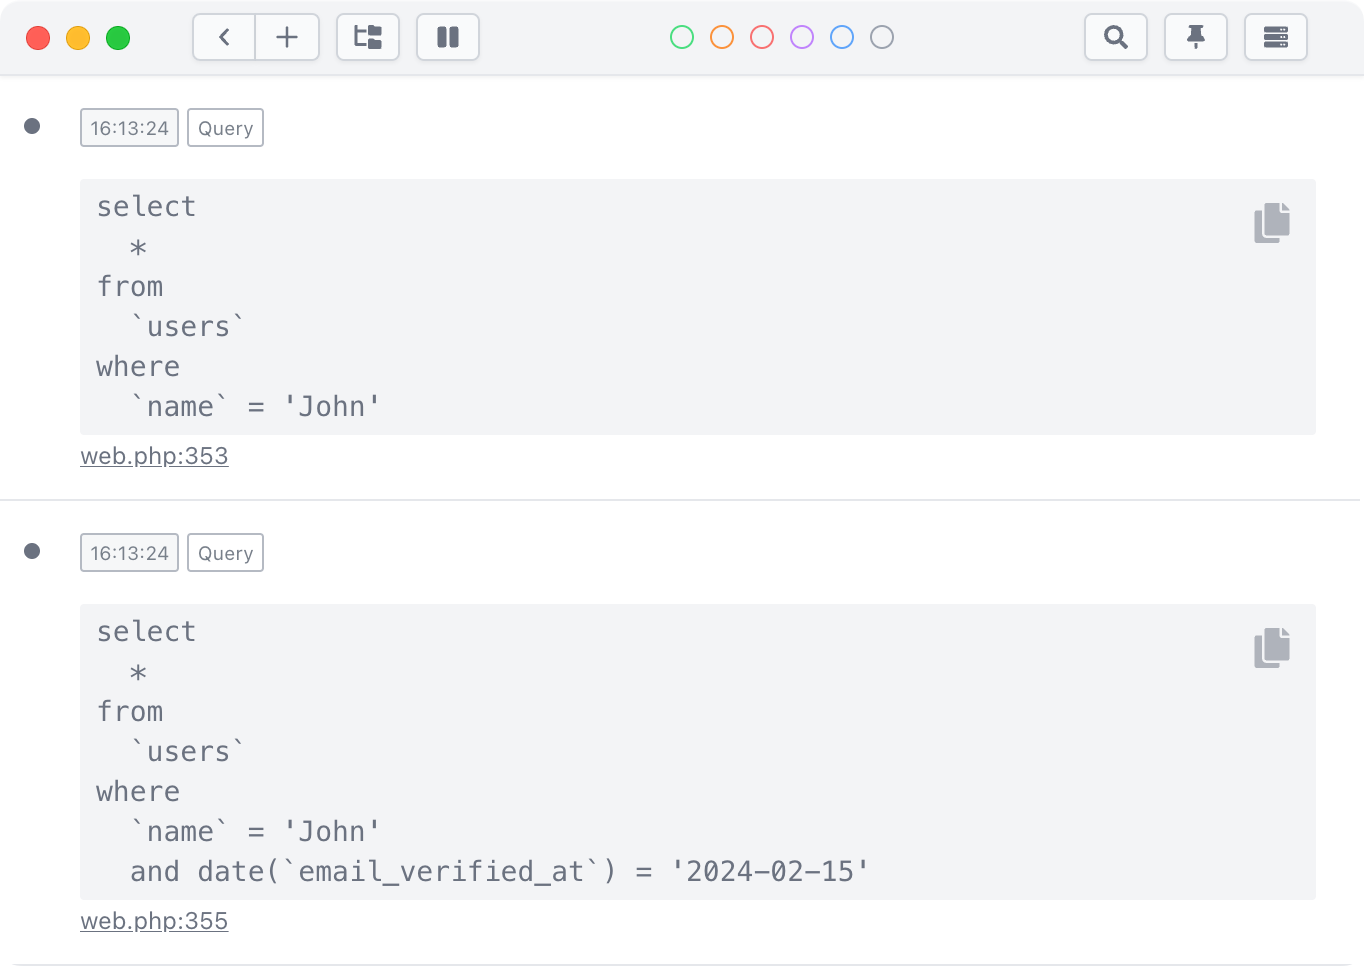 16:13:24 Query
select
  *
from
  `users`
where
  `name` = 'John'
web.php:353
16:13:24 Query
select
  *
from
  `users`
where
  `name` = 'John'
  and date(`email_verified_at`) = '2024-02-15'
web.php:355